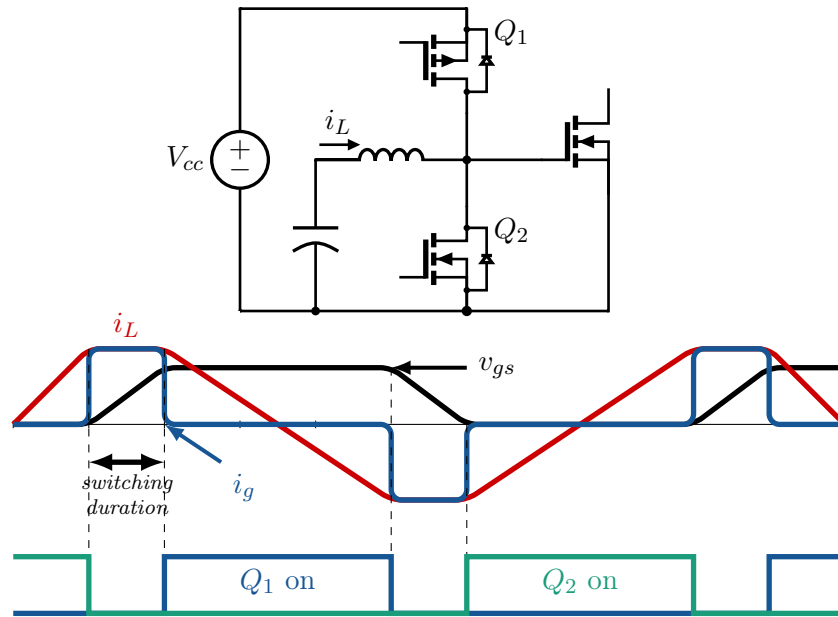 Q1
iL
Vcc
Q2
iL
vgs
switching
duration
ig
Q1 on
Q2 on